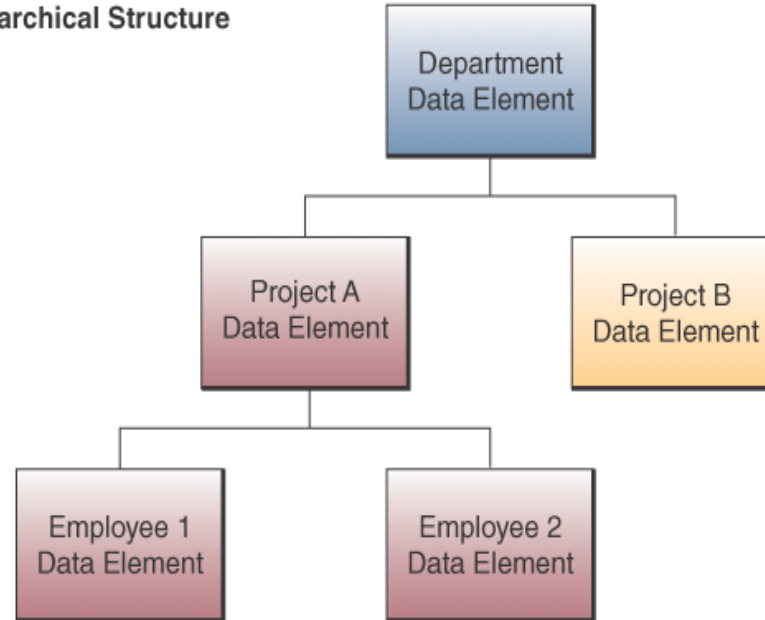 archical Structure
Department
Data Element
Project A
Data Element
Project B
Data Element
Employee 1
Data Element
Employee 2
Data Element